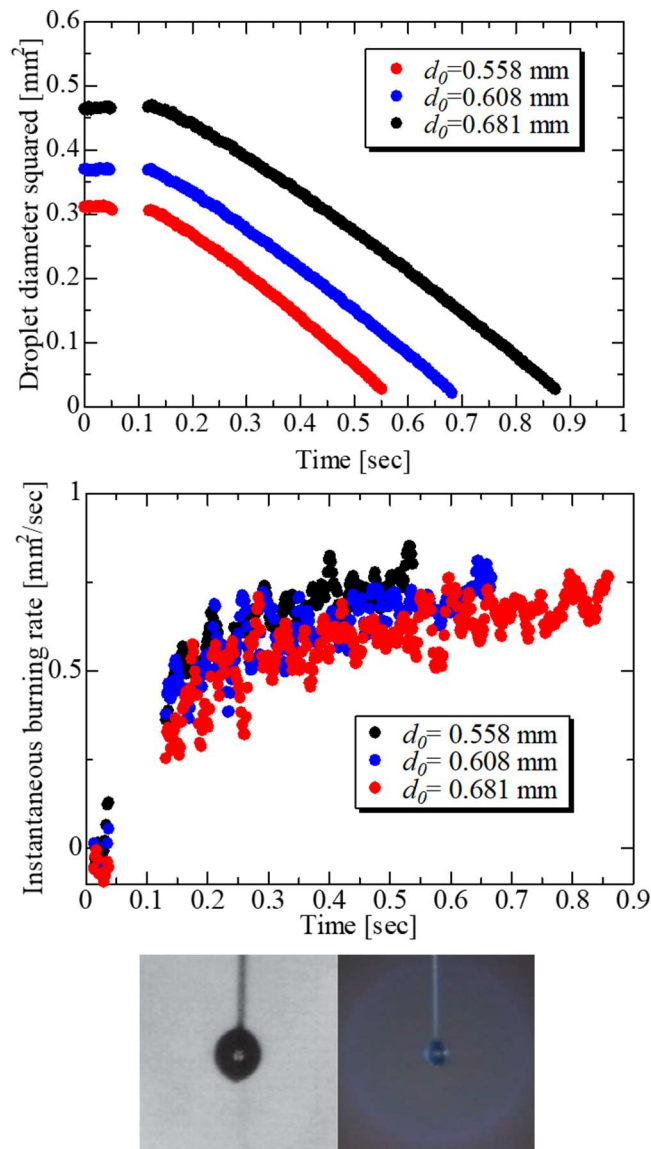 0.6
0.5
0.4
0.3
0.2
0.1
0
Droplet diameter squared [mm²]
d₀=0.558 mm
d₀=0.608 mm
d₀=0.681 mm
0 0.1 0.2 0.3 0.4 0.5 0.6 0.7 0.8 0.9 1
Time [sec]
1
0.5
0
Instantaneous burning rate [mm²/sec]
d₀= 0.558 mm
d₀= 0.608 mm
d₀= 0.681 mm
0 0.1 0.2 0.3 0.4 0.5 0.6 0.7 0.8 0.9
Time [sec]